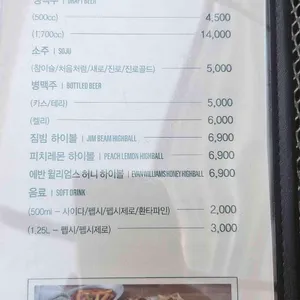 생맥주 | DRAFT BEER
(500cc) 4,500
(1,700cc) 14,000
소주 | SOJU
(참이슬/처음처럼/새로/진로/진로골드) 5,000
병맥주 | BOTTLED BEER
(카스/테라) 5,000
(켈리) 6,000
짐빔 하이볼 | JIM BEAM HIGHBALL 6,900
피치레몬 하이볼 | PEACH LEMON HIGHBALL 6,900
에반 윌리엄스 허니 하이볼 | EVAN WILLIAMS HONEY HIGHBALL 6,900
음료 | SOFT DRINK
(500ml – 사이다/펩시/펩시제로/환타파인) 2,000
(1.25L – 펩시/펩시제로) 3,000